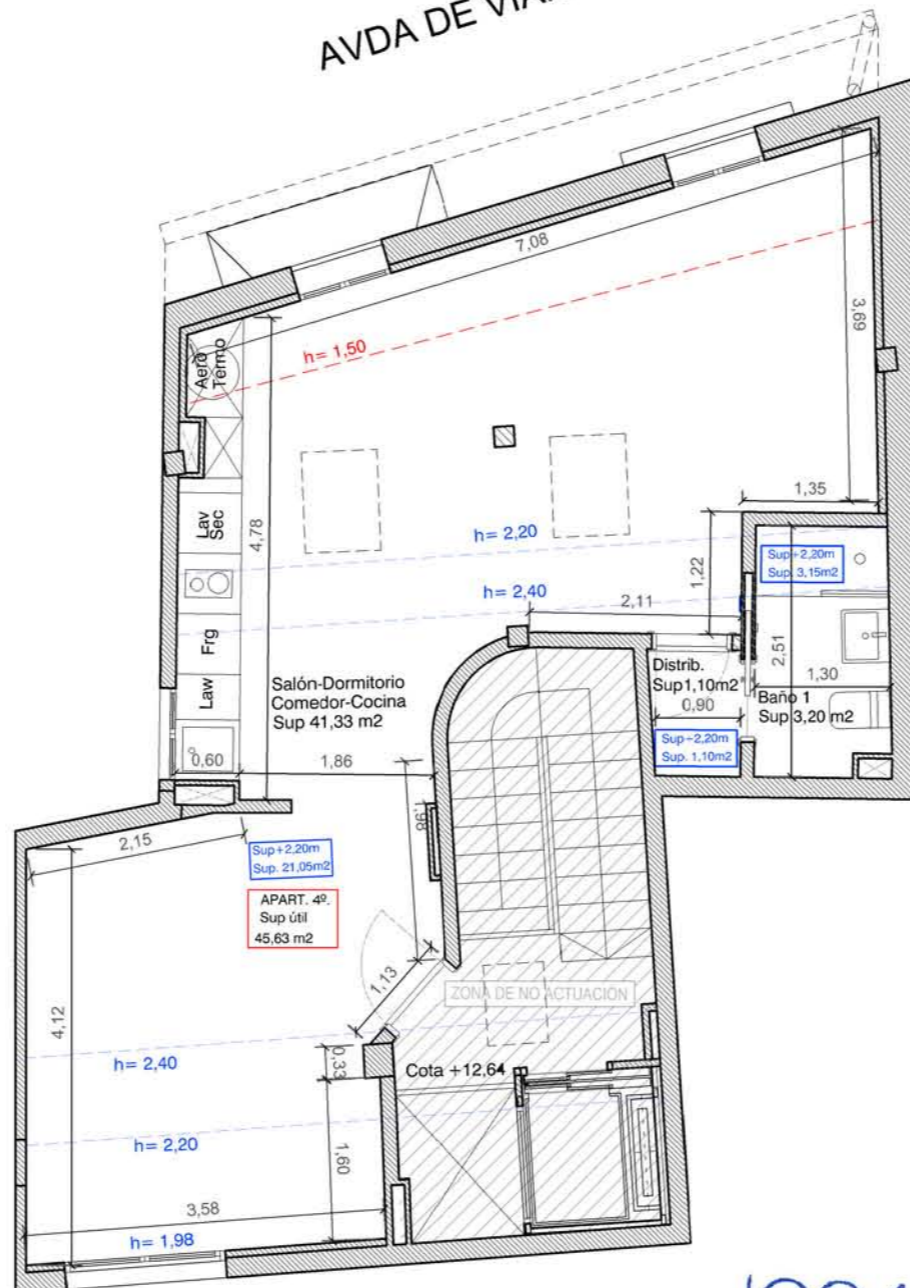 AVDA DE
7,08
h= 1,50
3,69
Aero
Termo
1,35
Lav
Sec
4,78
h= 2,20
Sup+2,20m
Sup. 3,15m2
1,22
h= 2,40
2,11
Frg
2,51
Distrib.
Sup1,10m2
1,30
Salón-Dormitorio
Comedor-Cocina
Sup 41,33 m2
Law
0,90
Baño 1
Sup 3,20 m2
Sup+2,20m
Sup. 1,10m2
0,60
1,86
1,98
2,15
Sup+2,20m
Sup. 21,05m2
APART. 4º.
Sup útil
45,63 m2
1,13
ZONA DE NO ACTUACION
4,12
h= 2,40
0,33
Cota +12,64
h= 2,20
1,60
3,58
h= 1,98